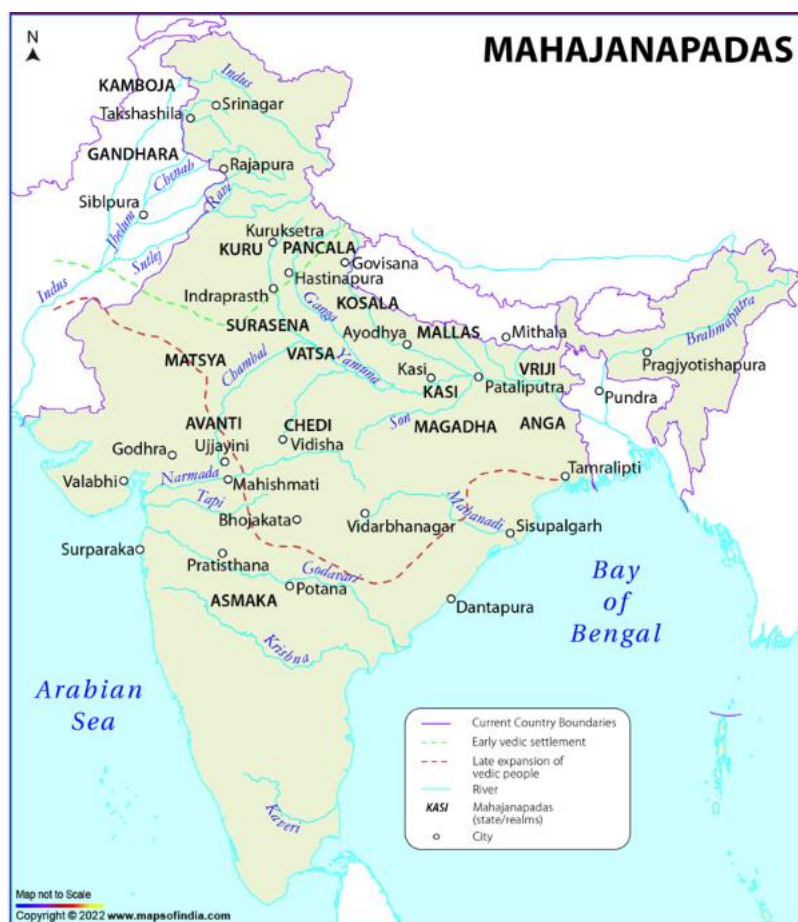 MAHAJANAPADAS
N
KAMBOJA
Indus
Srinagar
Takshashila
GANDHARA
Chenab
Rajapura
Ravi
Siblpura
Jhelum
Sutlej
Kuruksetra
KURU
PANCALA
Govisana
Hastinapura
Indus
Indraprasth
KOSALA
Ganga
SURASENA
Ayodhya
MALLAS
Mithala
Brahmaputra
MATSYA
Chambal
VATSA
Yamuna
VRIJI
Pragjyotishapura
Kasi
KASI
Pataliputra
Pundra
AVANTI
CHEDI
Son
MAGADHA
ANGA
Godhra
Ujjayini
Vidisha
Valabhi
Narmada
Mahishmati
Tamralipti
Tapi
Bhojakata
Vidarbhanagar
Mahanadi
Sisupalgarh
Surparaka
Pratisthana
Godavari
Potana
ASMAKA
Dantapura
Bay
of
Bengal
Krishna
Arabian
Sea
Kaveri
Current Country Boundaries
Early vedic settlement
Late expansion of
vedic people
River
KASI
Mahajanapadas
(state/realms)
City
Map not to Scale
Copyright © 2022 www.mapsofindia.com